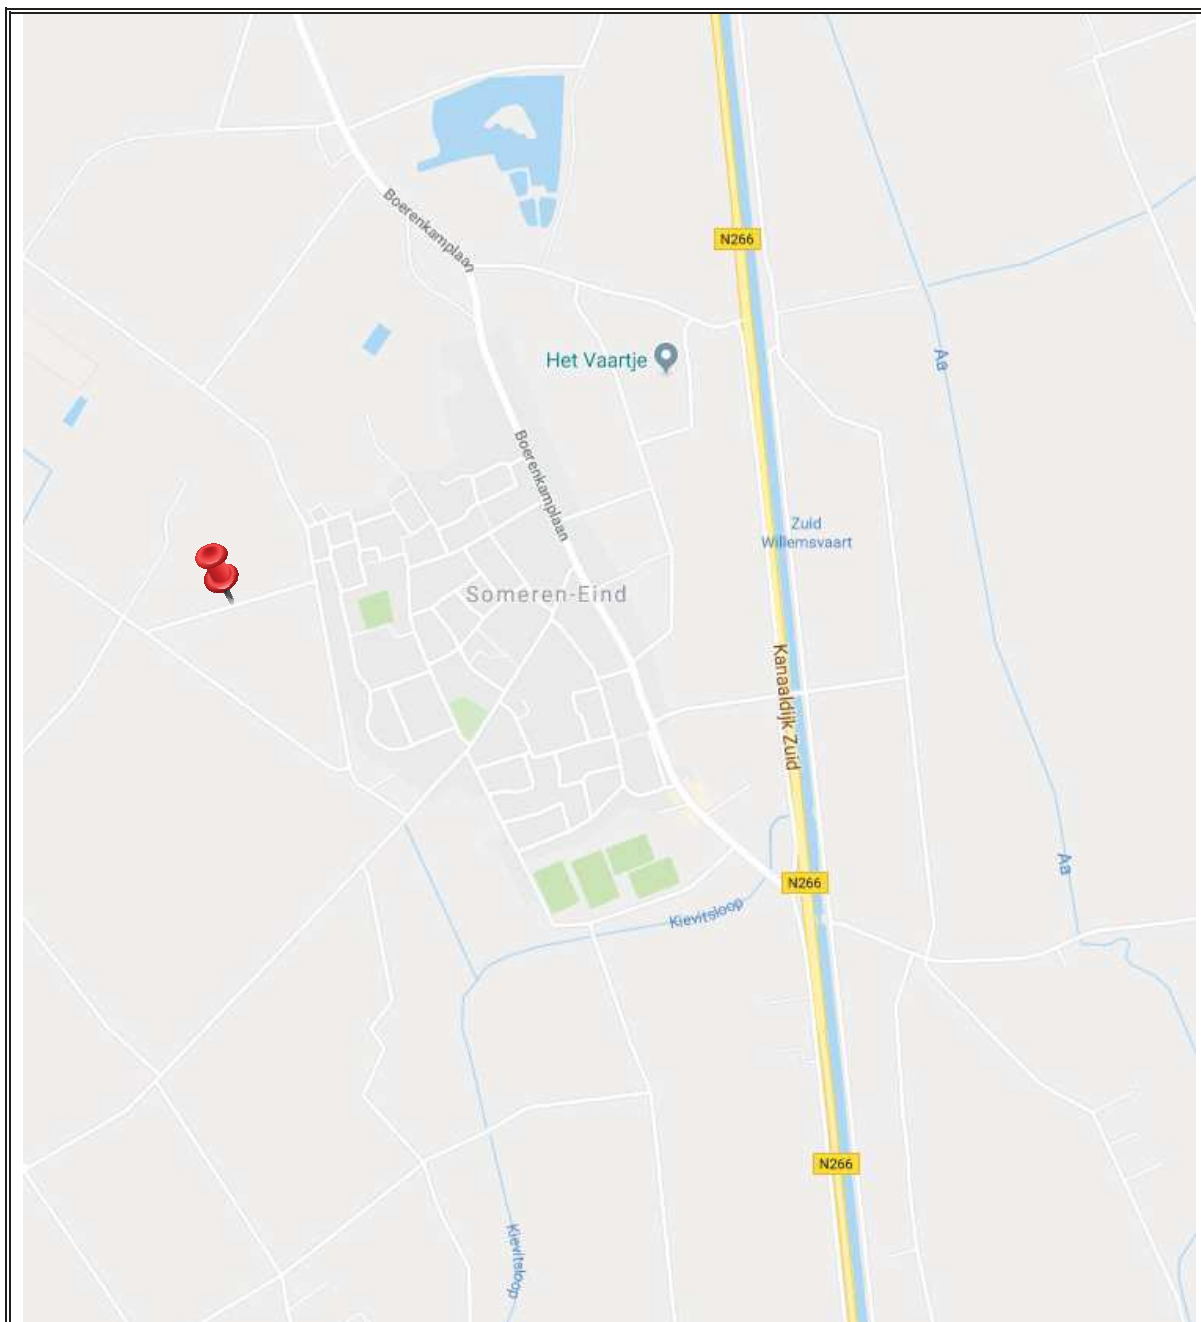 Boerenkamplaan
N266
Het Vaartje
Aa
Boerenkamplaan
Zuid
Willemsvaart
Someren-Eind
Kanaaldijk Zuid
Aa
N266
Kievitsloop
N266
Kievitsloop